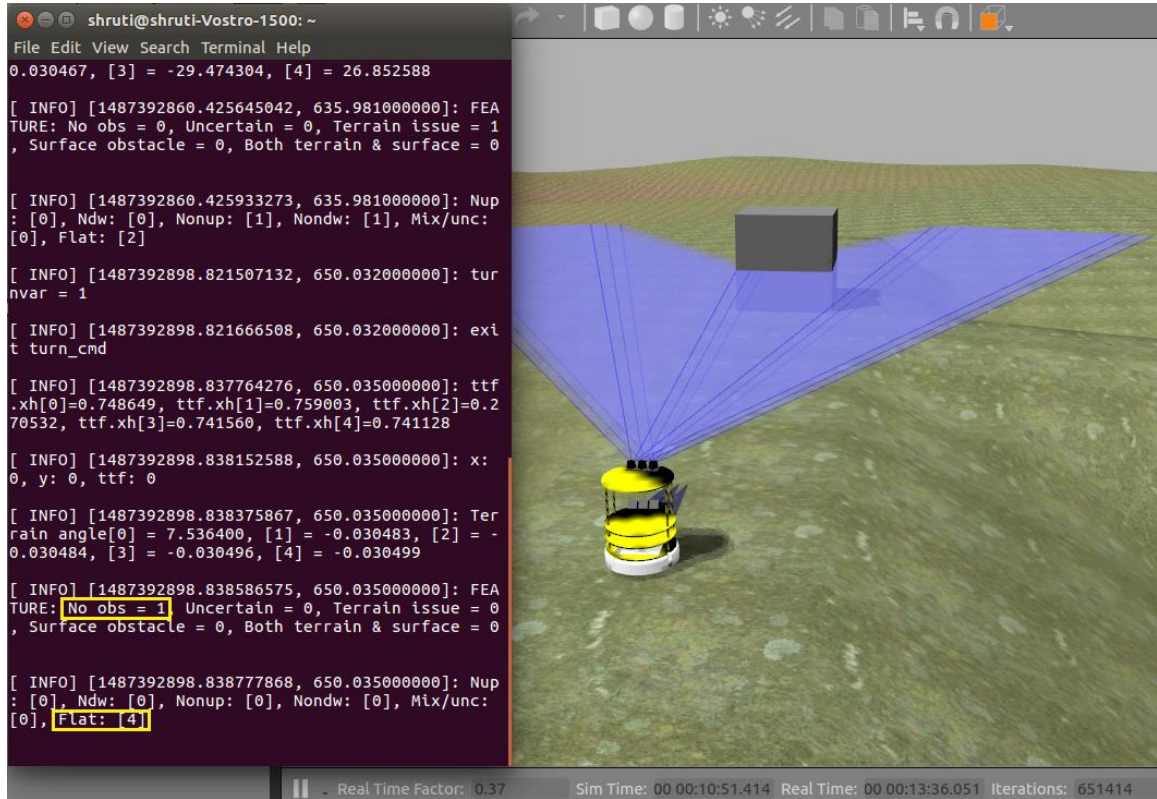 shruti@shruti-Vostro-1500: ~
File Edit View Search Terminal Help
0.030467, [3] = -29.474304, [4] = 26.852588
[ INFO] [1487392860.425645042, 635.981000000]: FEA
TURE: No obs = 0, Uncertain = 0, Terrain issue = 1
, Surface obstacle = 0, Both terrain & surface = 0
[ INFO] [1487392860.425933273, 635.981000000]: Nup
: [0], Ndw: [0], Nonup: [1], Nondw: [1], Mix/unc:
[0], Flat: [2]
[ INFO] [1487392898.821507132, 650.032000000]: tur
nvar = 1
[ INFO] [1487392898.821666508, 650.032000000]: exi
t turn_cmd
[ INFO] [1487392898.837764276, 650.035000000]: ttf
.xh[0]=0.748649, ttf.xh[1]=0.759003, ttf.xh[2]=0.2
70532, ttf.xh[3]=0.741560, ttf.xh[4]=0.741128
[ INFO] [1487392898.838152588, 650.035000000]: x:
0, y: 0, ttf: 0
[ INFO] [1487392898.838375867, 650.035000000]: Ter
rain angle[0] = 7.536400, [1] = -0.030483, [2] = -
0.030484, [3] = -0.030496, [4] = -0.030499
[ INFO] [1487392898.838586575, 650.035000000]: FEA
TURE: No obs = 1, Uncertain = 0, Terrain issue = 0
, Surface obstacle = 0, Both terrain & surface = 0
[ INFO] [1487392898.838777868, 650.035000000]: Nup
: [0], Ndw: [0], Nonup: [0], Nondw: [0], Mix/unc:
[0], Flat: [4]
Real Time Factor: 0.37 Sim Time: 00 00:10:51.414 Real Time: 00 00:13:36.051 Iterations: 651414